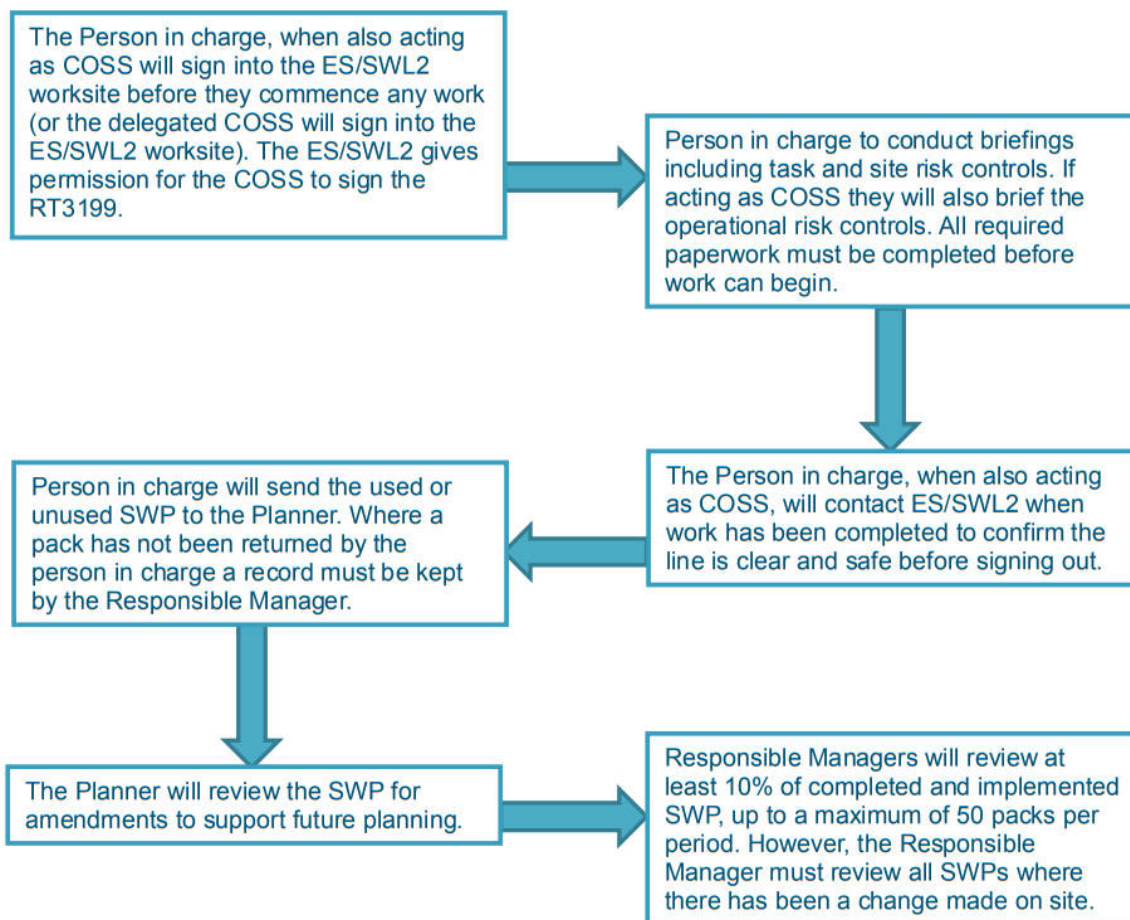 The Person in charge, when also acting
as COSS will sign into the ES/SWL2
worksite before they commence any work
(or the delegated COSS will sign into the
ES/SWL2 worksite). The ES/SWL2 gives
permission for the COSS to sign the
RT3199.
Person in charge to conduct briefings
including task and site risk controls. If
acting as COSS they will also brief the
operational risk controls. All required
paperwork must be completed before
work can begin.
The Person in charge, when also acting
as COSS, will contact ES/SWL2 when
work has been completed to confirm the
line is clear and safe before signing out.
Person in charge will send the used or
unused SWP to the Planner. Where a
pack has not been returned by the
person in charge a record must be kept
by the Responsible Manager.
The Planner will review the SWP for
amendments to support future planning.
Responsible Managers will review at
least 10% of completed and implemented
SWP, up to a maximum of 50 packs per
period. However, the Responsible
Manager must review all SWPs where
there has been a change made on site.